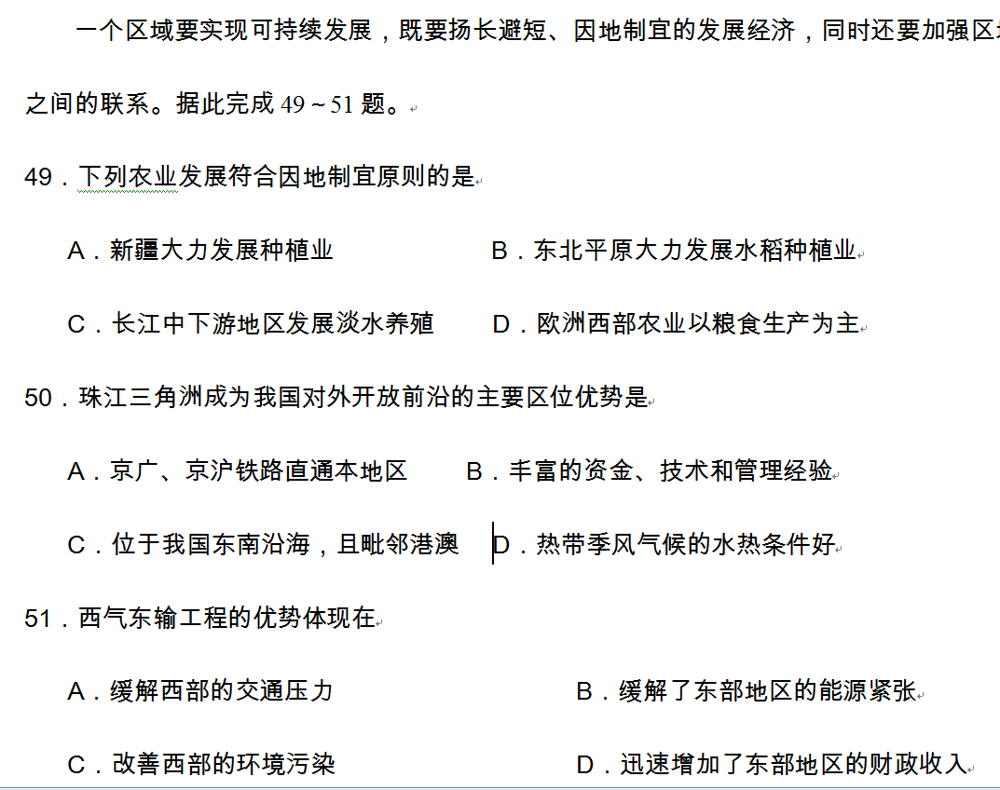 一个区域要实现可持续发展，既要扬长避短、因地制宜的发展经济，同时还要加强区
之间的联系。据此完成 49～51 题。
49．下列农业发展符合因地制宜原则的是
A．新疆大力发展种植业 B．东北平原大力发展水稻种植业
C．长江中下游地区发展淡水养殖 D．欧洲西部农业以粮食生产为主
50．珠江三角洲成为我国对外开放前沿的主要区位优势是
A．京广、京沪铁路直通本地区 B．丰富的资金、技术和管理经验
C．位于我国东南沿海，且毗邻港澳 D．热带季风气候的水热条件好
51．西气东输工程的优势体现在
A．缓解西部的交通压力 B．缓解了东部地区的能源紧张
C．改善西部的环境污染 D．迅速增加了东部地区的财政收入